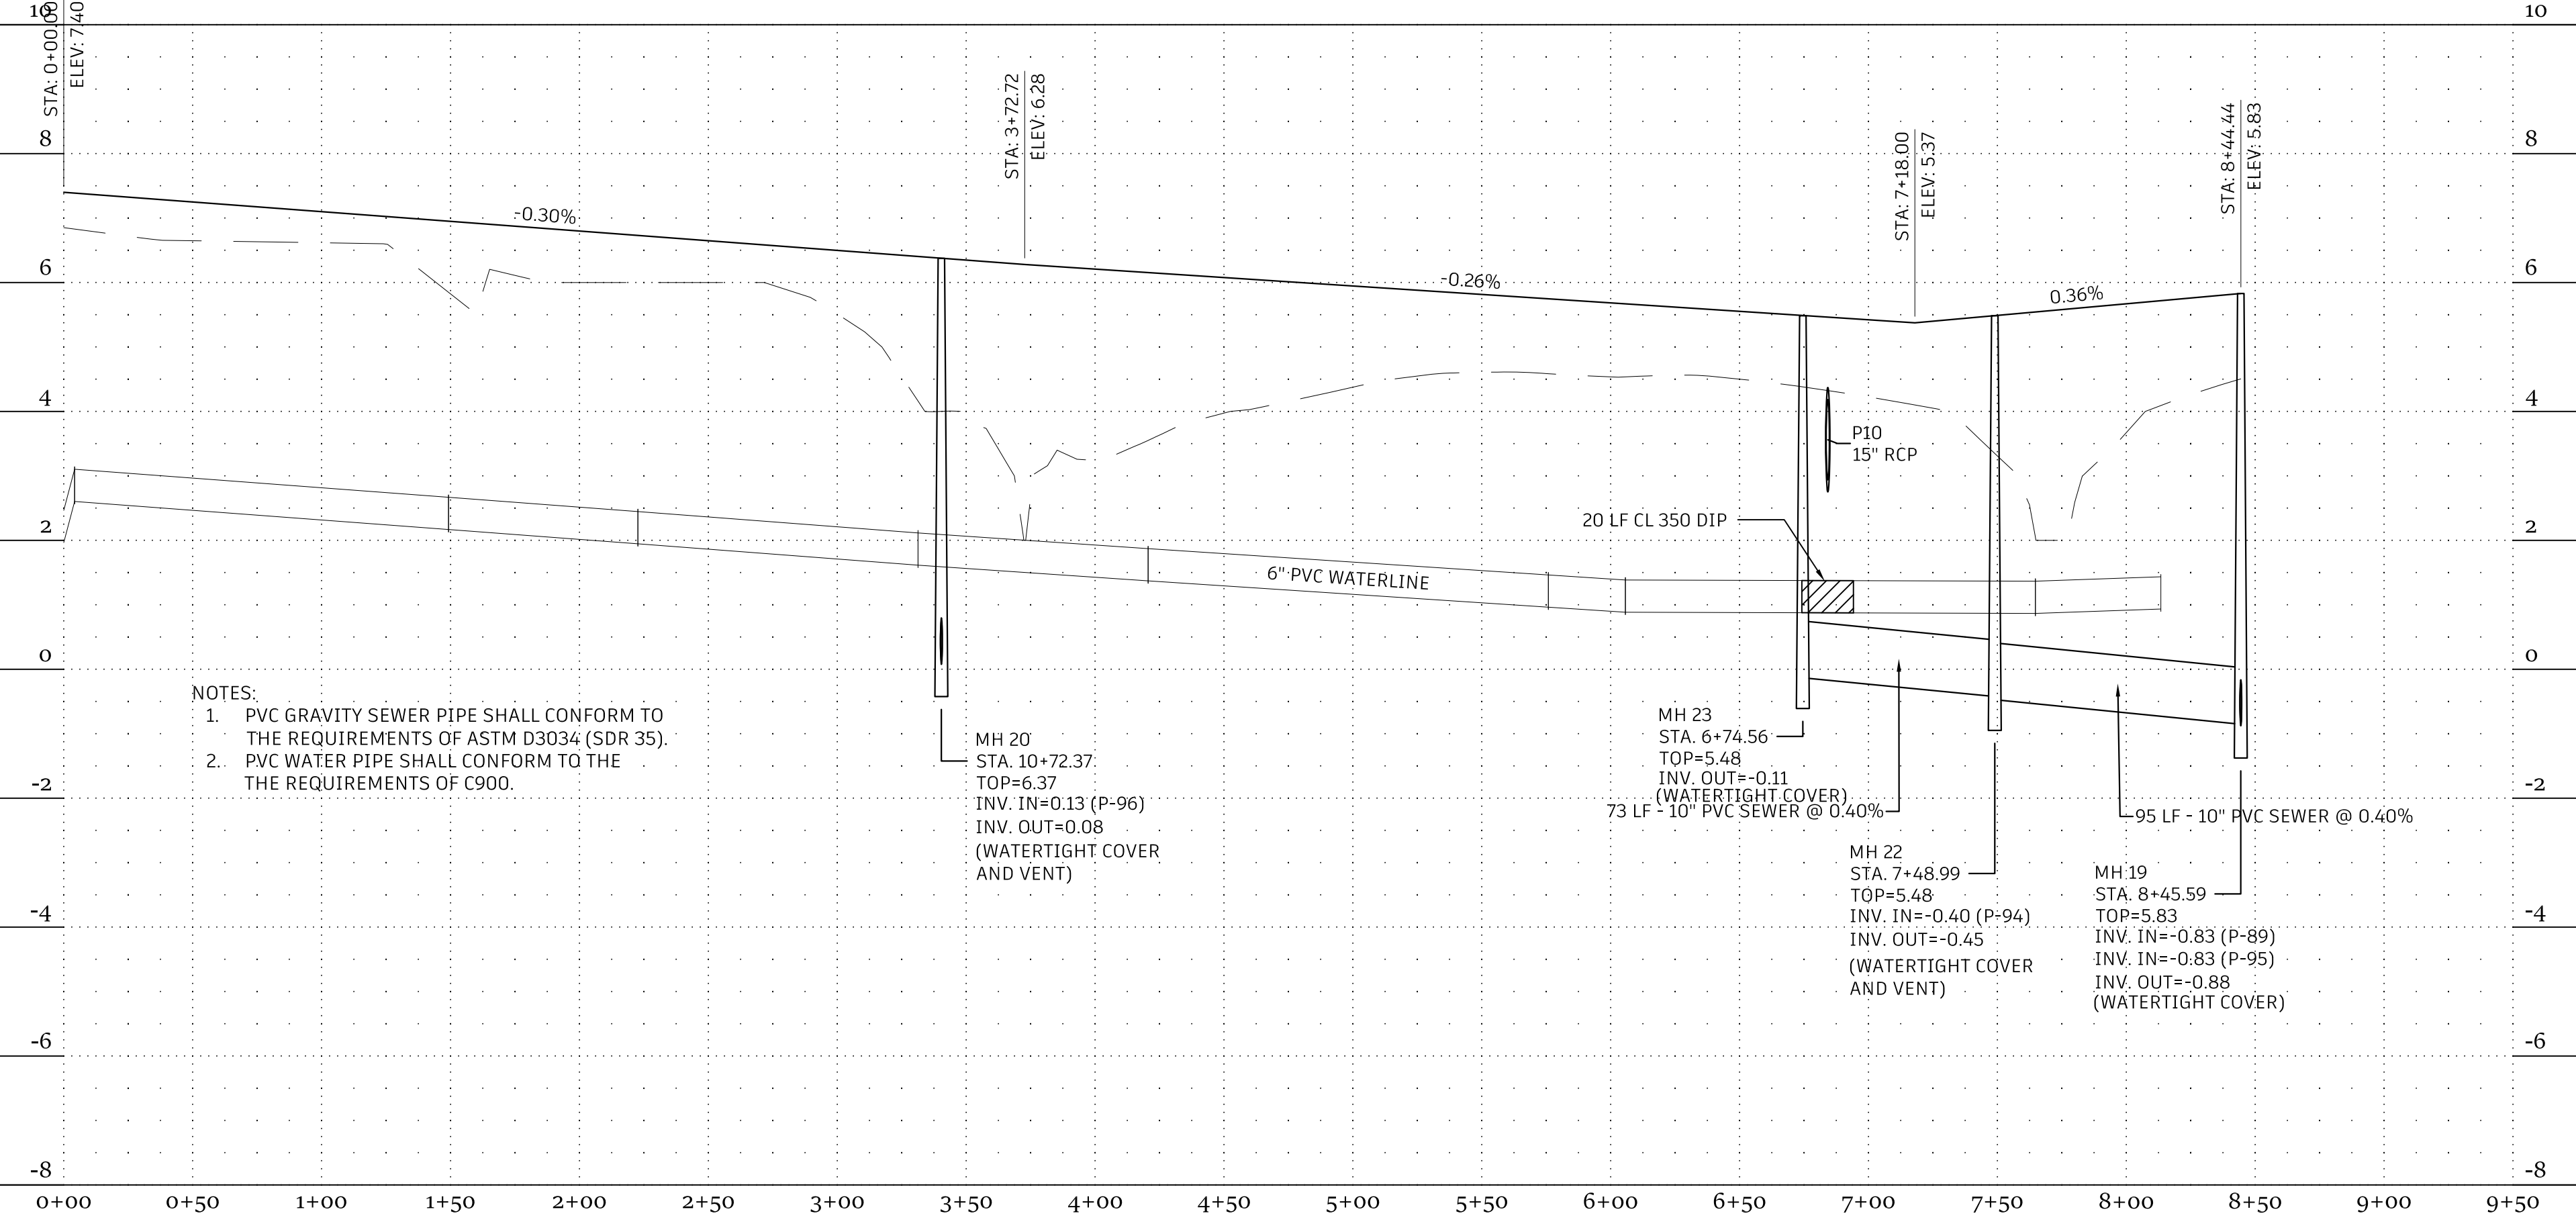 10
10
STA: 0+00.00
ELEV: 7.40
STA: 3+72.72
ELEV: 6.28
STA: 7+18.00
ELEV: 5.37
STA: 8+44.44
ELEV: 5.83
8
8
-0.30%
6
-0.26%
0.36%
6
4
P10
15" RCP
4
20 LF CL 350 DIP
2
2
6" PVC WATERLINE
0
0
NOTES:
1. PVC GRAVITY SEWER PIPE SHALL CONFORM TO
THE REQUIREMENTS OF ASTM D3034 (SDR 35).
2. PVC WATER PIPE SHALL CONFORM TO THE
THE REQUIREMENTS OF C900.
MH 20
STA. 10+72.37
TOP=6.37
INV. IN=0.13 (P-96)
INV. OUT=0.08
(WATERTIGHT COVER
AND VENT)
MH 23
STA. 6+74.56
TOP=5.48
INV. OUT=-0.11
(WATERTIGHT COVER)
73 LF - 10" PVC SEWER @ 0.40%
95 LF - 10" PVC SEWER @ 0.40%
-2
-2
MH 22
STA. 7+48.99
TOP=5.48
INV. IN=-0.40 (P-94)
INV. OUT=-0.45
(WATERTIGHT COVER
AND VENT)
MH 19
STA. 8+45.59
TOP=5.83
INV. IN=-0.83 (P-89)
INV. IN=-0.83 (P-95)
INV. OUT=-0.88
(WATERTIGHT COVER)
-4
-4
-6
-6
-8
-8
0+00 0+50 1+00 1+50 2+00 2+50 3+00 3+50 4+00 4+50 5+00 5+50 6+00 6+50 7+00 7+50 8+00 8+50 9+00 9+50